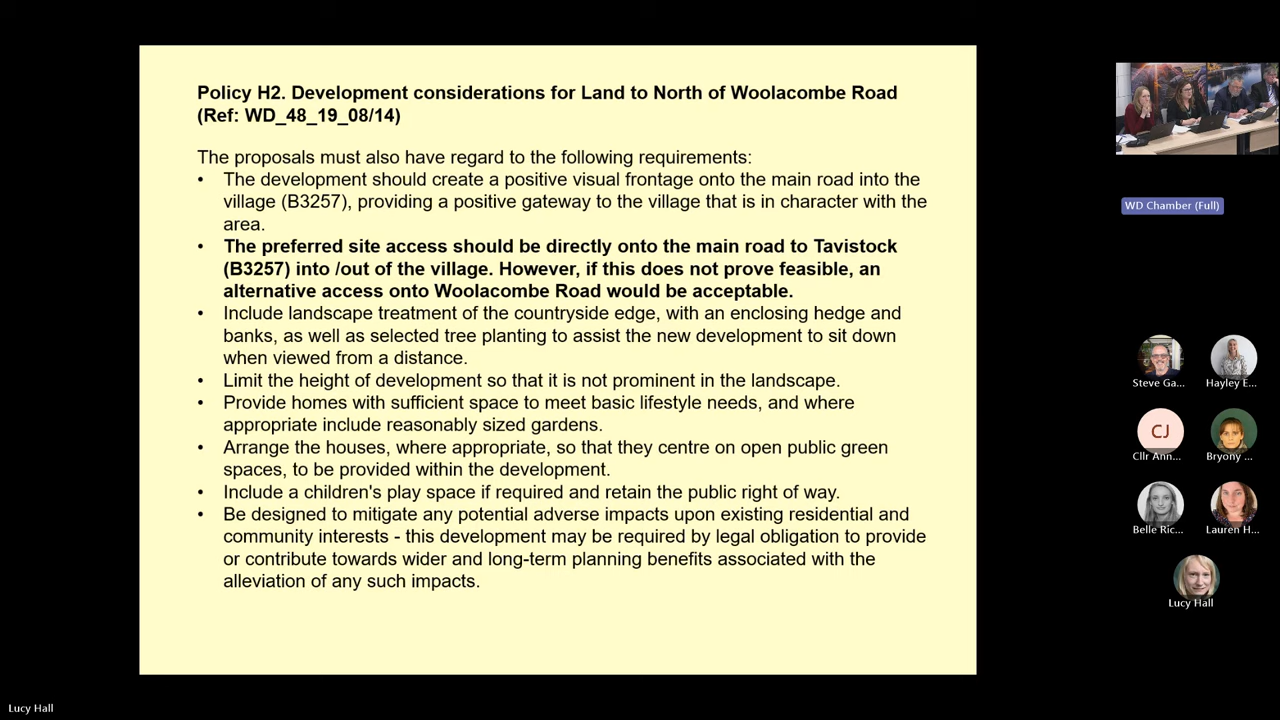 Policy H2. Development considerations for Land to North of Woolacombe Road
(Ref: WD_48_19_08/14)
The proposals must also have regard to the following requirements:
• The development should create a positive visual frontage onto the main road into the
village (B3257), providing a positive gateway to the village that is in character with the
area.
• The preferred site access should be directly onto the main road to Tavistock
(B3257) into /out of the village. However, if this does not prove feasible, an
alternative access onto Woolacombe Road would be acceptable.
• Include landscape treatment of the countryside edge, with an enclosing hedge and
banks, as well as selected tree planting to assist the new development to sit down
when viewed from a distance.
• Limit the height of development so that it is not prominent in the landscape.
• Provide homes with sufficient space to meet basic lifestyle needs, and where
appropriate include reasonably sized gardens.
• Arrange the houses, where appropriate, so that they centre on open public green
spaces, to be provided within the development.
• Include a children's play space if required and retain the public right of way.
• Be designed to mitigate any potential adverse impacts upon existing residential and
community interests - this development may be required by legal obligation to provide
or contribute towards wider and long-term planning benefits associated with the
alleviation of any such impacts.
WD Chamber (Full)
Steve Ga...
Hayley E...
CJ
Cllr Ann...
Bryony ...
Belle Ric...
Lauren H...
Lucy Hall
Lucy Hall